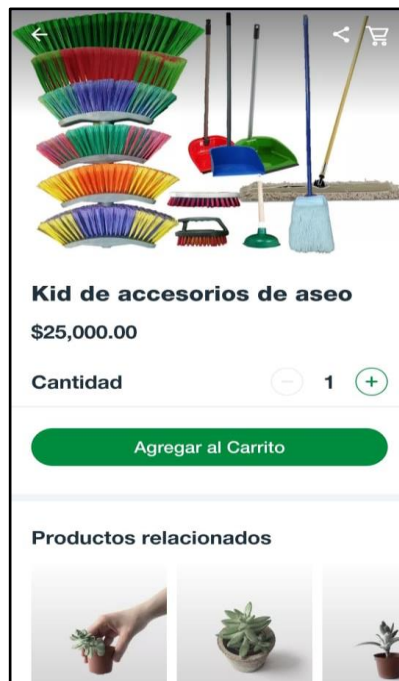 Kid de accesorios de aseo
$25,000.00
Cantidad
1
Agregar al Carrito
Productos relacionados